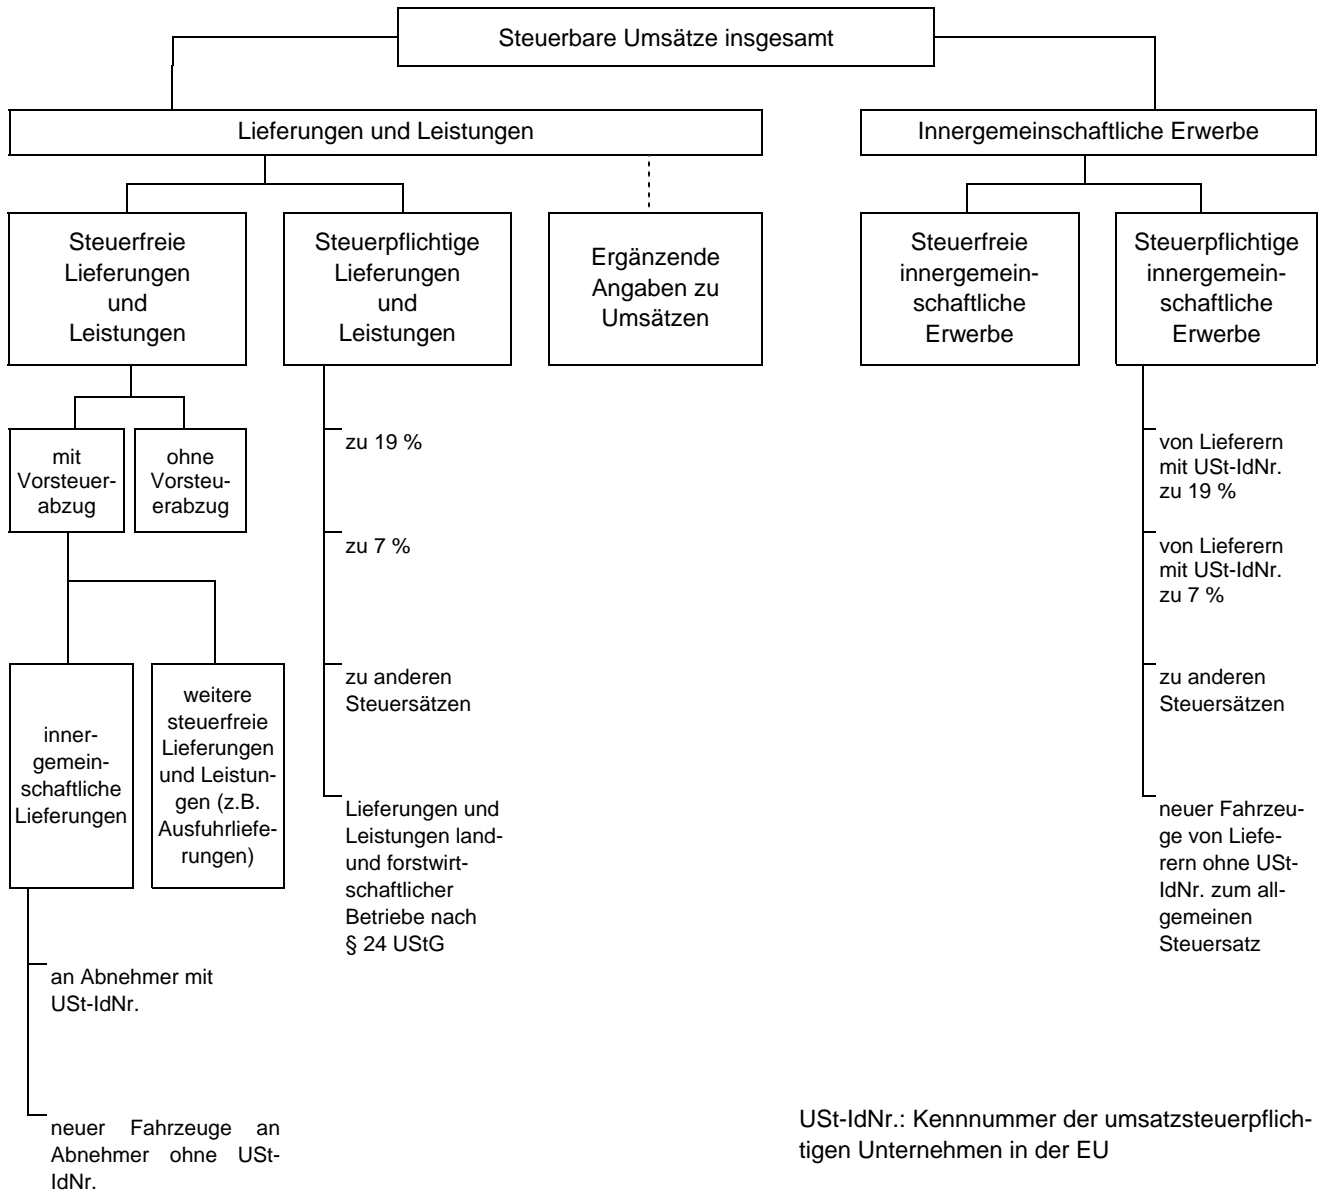 Steuerbare Umsätze insgesamt
Lieferungen und Leistungen
Innergemeinschaftliche Erwerbe
Steuerfreie
Lieferungen
und
Leistungen
Steuerpflichtige
Lieferungen
und
Leistungen
Ergänzende
Angaben zu
Umsätzen
Steuerfreie
innergemein-
schaftliche
Erwerbe
Steuerpflichtige
innergemein-
schaftliche
Erwerbe
mit
Vorsteuer-
abzug
ohne
Vorsteu-
erabzug
zu 19 %
zu 7 %
zu anderen
Steuersätzen
Lieferungen und
Leistungen land-
und forstwirt-
schaftlicher
Betriebe nach
§ 24 UStG
von Lieferern
mit USt-IdNr.
zu 19 %
von Lieferern
mit USt-IdNr.
zu 7 %
zu anderen
Steuersätzen
neuer Fahrzeu-
ge von Liefe-
rern ohne USt-
IdNr. zum all-
gemeinen
Steuersatz
inner-
gemein-
schaftliche
Lieferungen
weitere
steuerfreie
Lieferungen
und Leistun-
gen (z.B.
Ausfuhrliefe-
rungen)
an Abnehmer mit
USt-IdNr.
neuer Fahrzeuge an
Abnehmer ohne USt-
IdNr.
USt-IdNr.: Kennnummer der umsatzsteuerpflich-
tigen Unternehmen in der EU